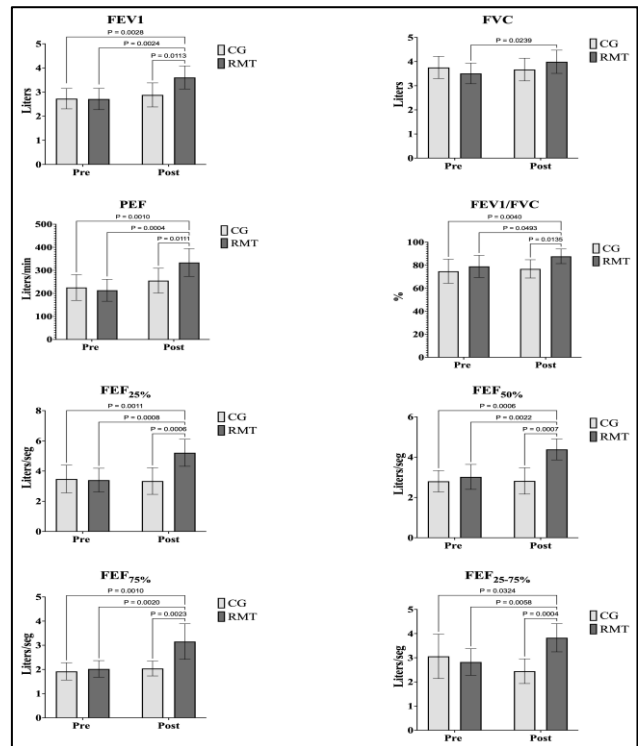 FEV1
P = 0.0028
P = 0.0024
P = 0.0113
CG
RMT
5
4
3
2
1
0
Liters
Pre
Post
FVC
P = 0.0239
CG
RMT
5
4
3
2
1
0
Liters
Pre
Post
PEF
P = 0.0010
P = 0.0004
P = 0.0111
CG
RMT
500
400
300
200
100
0
Liters/min
Pre
Post
FEV1/FVC
P = 0.0040
P = 0.0493
P = 0.0135
CG
RMT
100
80
60
40
20
0
%
Pre
Post
FEF25%
P = 0.0011
P = 0.0008
P = 0.0006
CG
RMT
8
6
4
2
0
Liters/seg
Pre
Post
FEF50%
P = 0.0006
P = 0.0022
P = 0.0007
CG
RMT
6
4
2
0
Liters/seg
Pre
Post
FEF75%
P = 0.0010
P = 0.0020
P = 0.0023
CG
RMT
5
4
3
2
1
0
Liters/seg
Pre
Post
FEF25-75%
P = 0.0324
P = 0.0058
P = 0.0004
CG
RMT
5
4
3
2
1
0
Liters/seg
Pre
Post